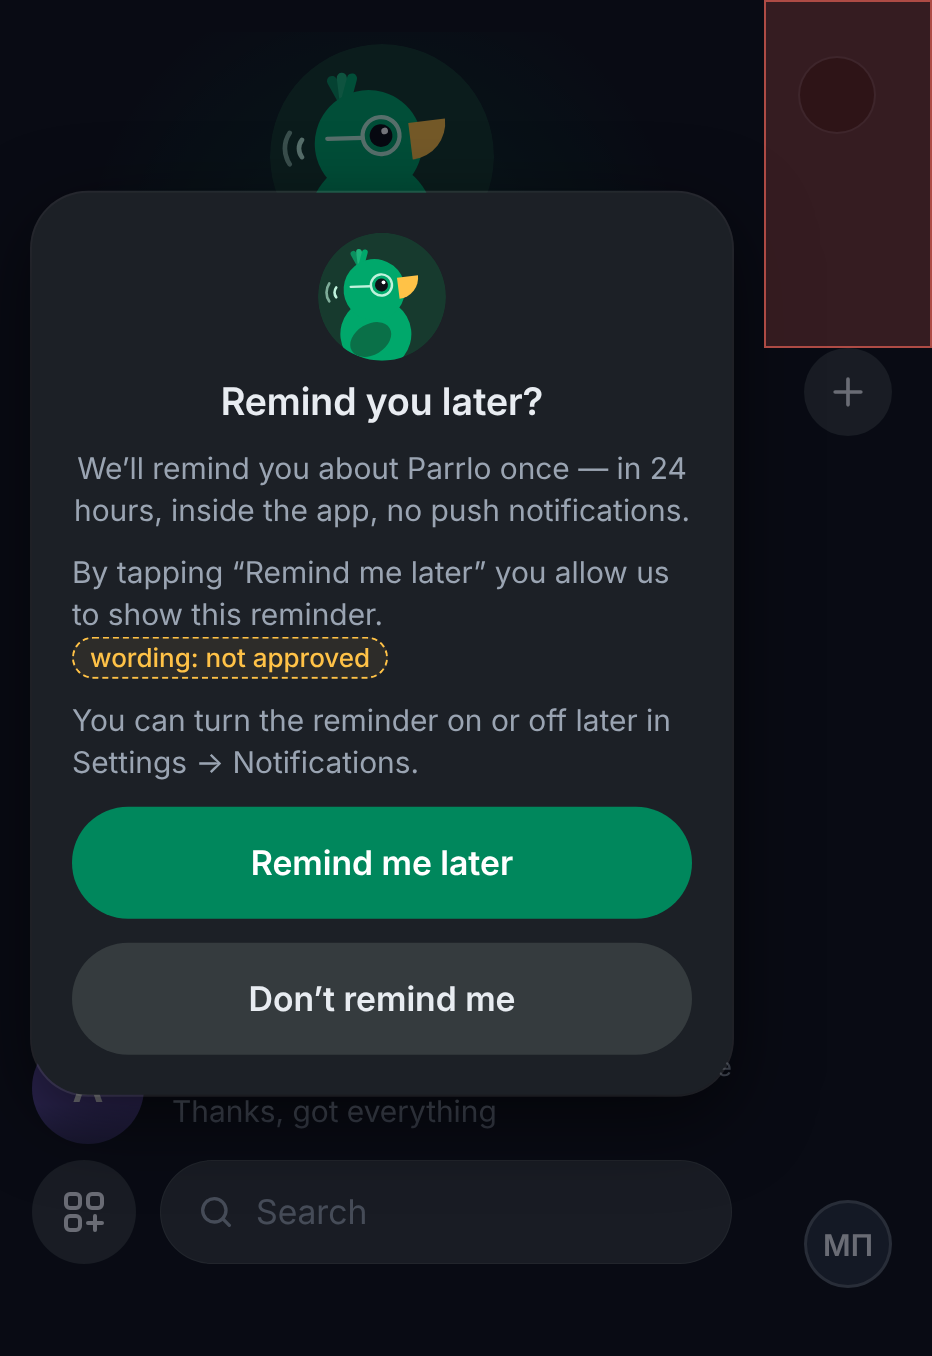 Remind you later?
We’ll remind you about Parrlo once — in 24
hours, inside the app, no push notifications.
By tapping “Remind me later” you allow us
to show this reminder.
wording: not approved
You can turn the reminder on or off later in
Settings → Notifications.
Remind me later
Don’t remind me
Thanks, got everything
Search
МП